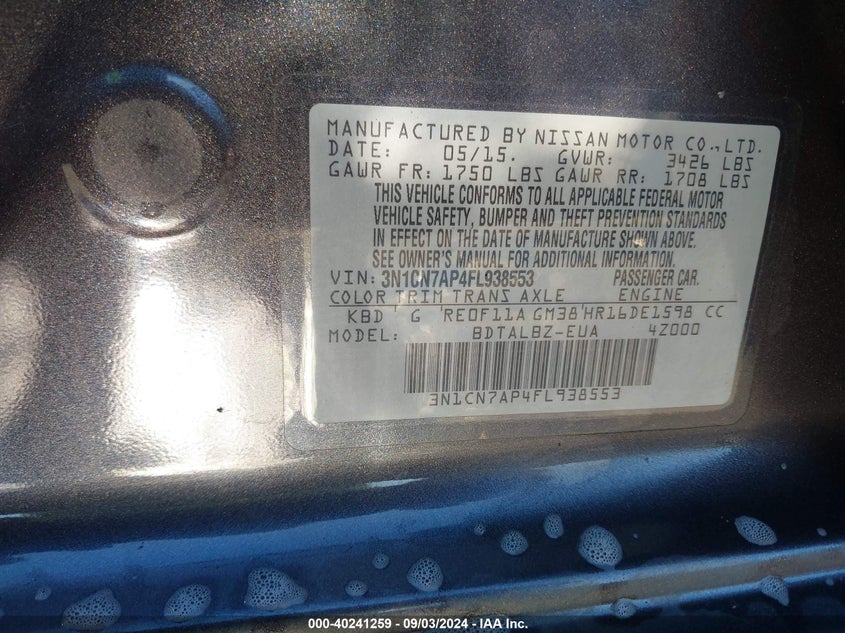 MANUFACTURED BY NISSAN MOTOR CO.,LTD.
DATE: 05/15. GVWR: 3426 LBS
GAWR FR: 1750 LBS GAWR RR: 1708 LBS
THIS VEHICLE CONFORMS TO ALL APPLICABLE FEDERAL MOTOR
VEHICLE SAFETY, BUMPER AND THEFT PREVENTION STANDARDS
IN EFFECT ON THE DATE OF MANUFACTURE SHOWN ABOVE.
SEE OWNER'S MANUAL FOR ADDITIONAL INFORMATION.
VIN: 3N1CN7AP4FL938553 PASSENGER CAR.
COLOR TRIM TRANS AXLE ENGINE
KBD G RE0F11A GM38 HR16DE1598 CC
MODEL: BDTALBZ-EUA 4Z000
3N1CN7AP4FL938553
000-40241259 - 09/03/2024 - IAA Inc.